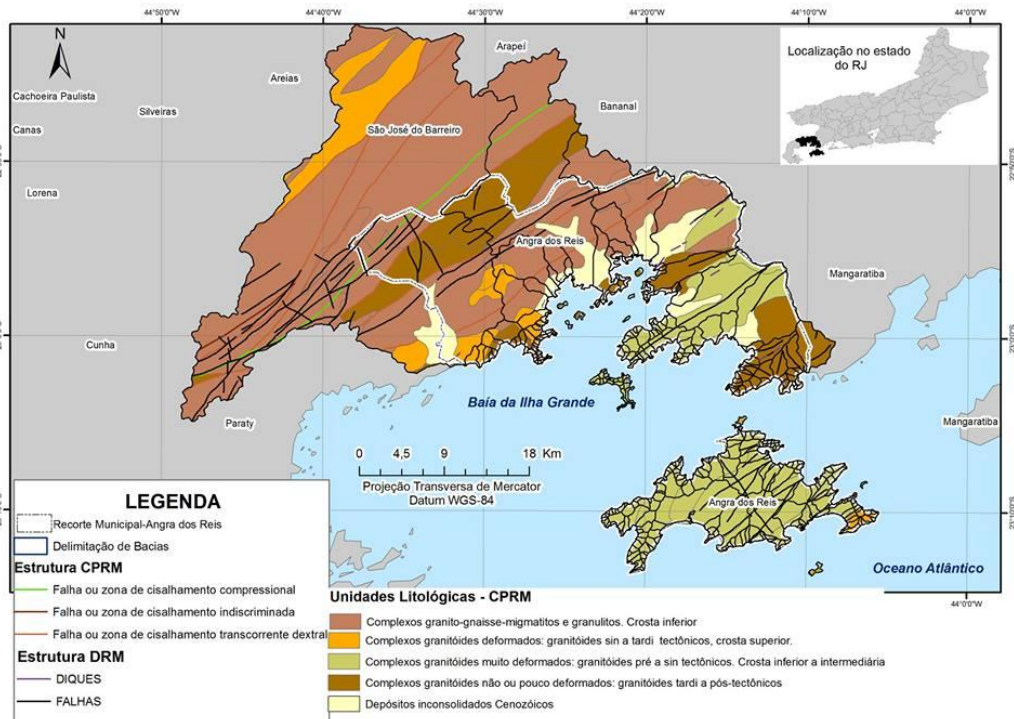 44°50'0"W
44°40'0"W
44°30'0"W
44°20'0"W
44°10'0"W
44°0'0"W
N
Localização no estado
do RJ
Arapeí
Areias
Cachoeira Paulista
Silveiras
Bananal
Canas
São José do Barreiro
Lorena
Angra dos Reis
Mangaratiba
Cunha
Baía da Ilha Grande
Paraty
Mangaratiba
0 4,5 9 18 Km
Projeção Transversa de Mercator
Datum WGS-84
Angra dos Reis
Oceano Atlântico
44°0'0"W
LEGENDA
Recorte Municipal-Angra dos Reis
Delimitação de Bacias
Estrutura CPRM
Falha ou zona de cisalhamento compressional
Falha ou zona de cisalhamento indiscriminada
Falha ou zona de cisalhamento transcorrente dextral
Estrutura DRM
DIQUES
FALHAS
Unidades Litológicas - CPRM
Complexos granito-gnaisse-migmatitos e granulitos. Crosta inferior
Complexos granitóides deformados: granitóides sin a tardi tectônicos, crosta superior.
Complexos granitóides muito deformados: granitóides pré a sin tectônicos. Crosta inferior a intermediária
Complexos granitóides não ou pouco deformados: granitóides tardi a pós-tectônicos
Depósitos inconsolidados Cenozóicos